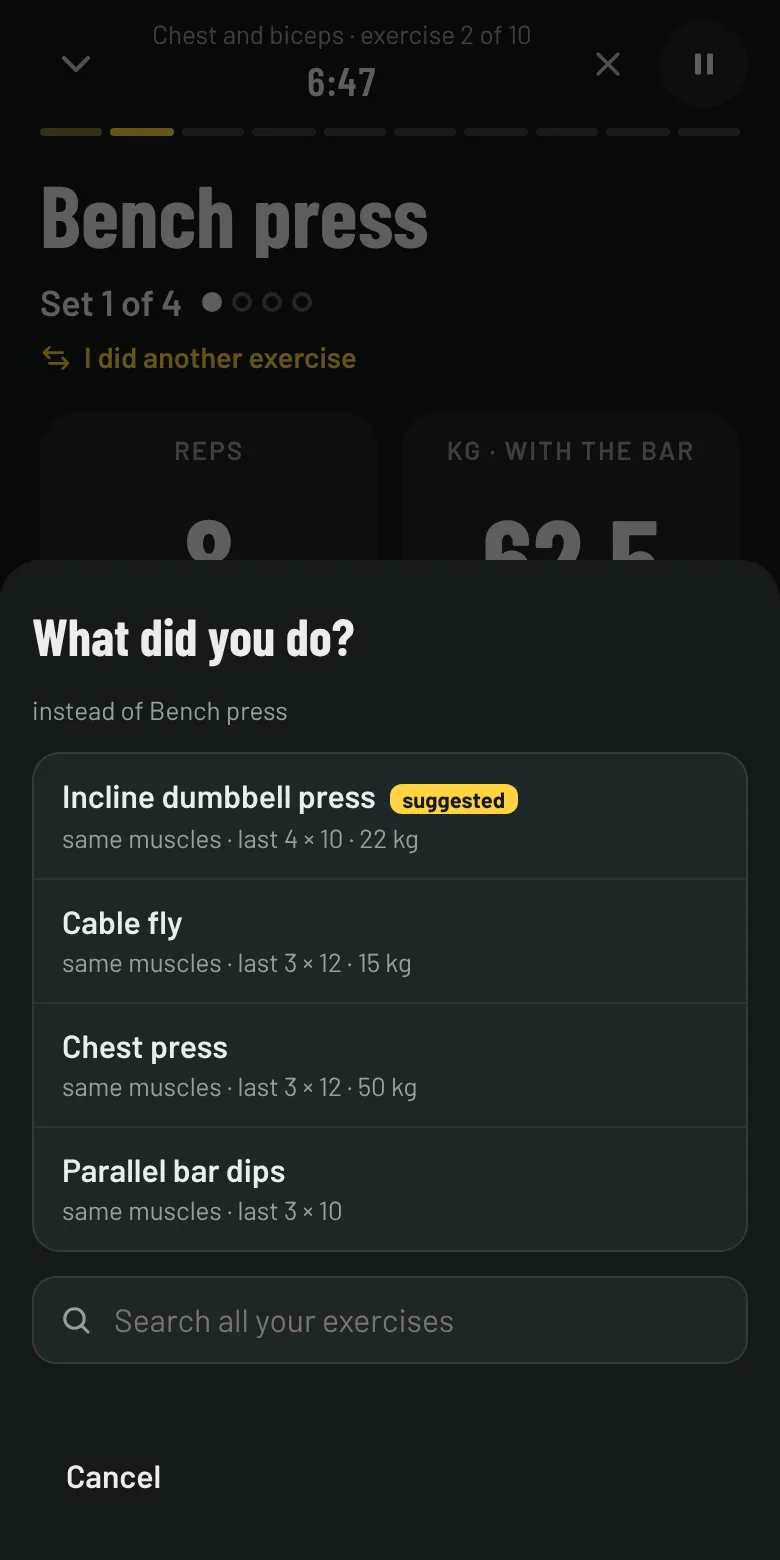 Chest and biceps · exercise 2 of 10
6:47
Bench press
Set 1 of 4
I did another exercise
REPS
KG · WITH THE BAR
8
62.5
What did you do?
instead of Bench press
Incline dumbbell press suggested
same muscles · last 4 × 10 · 22 kg
Cable fly
same muscles · last 3 × 12 · 15 kg
Chest press
same muscles · last 3 × 12 · 50 kg
Parallel bar dips
same muscles · last 3 × 10
Search all your exercises
Cancel